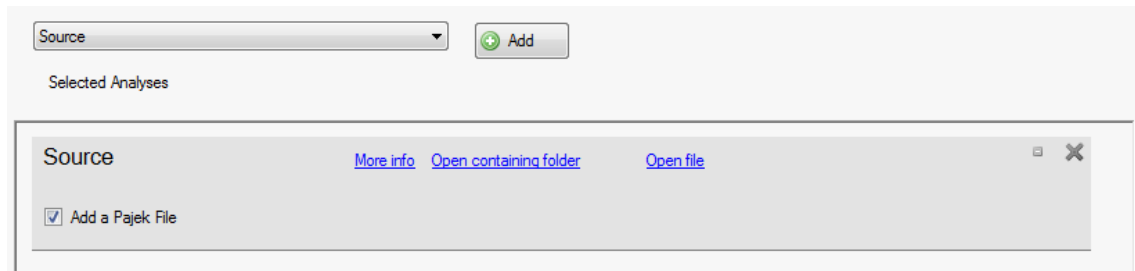 Source Add
Selected Analyses
Source More info Open containing folder Open file
Add a Pajek File